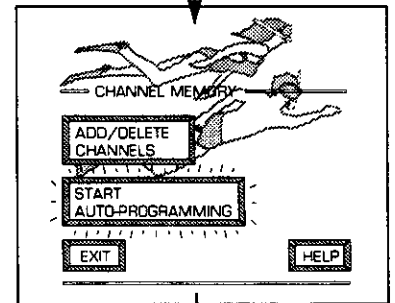 CHANNEL MEMORY
ADD/DELETE
CHANNELS
START
AUTO-PROGRAMMING
EXIT
HELP